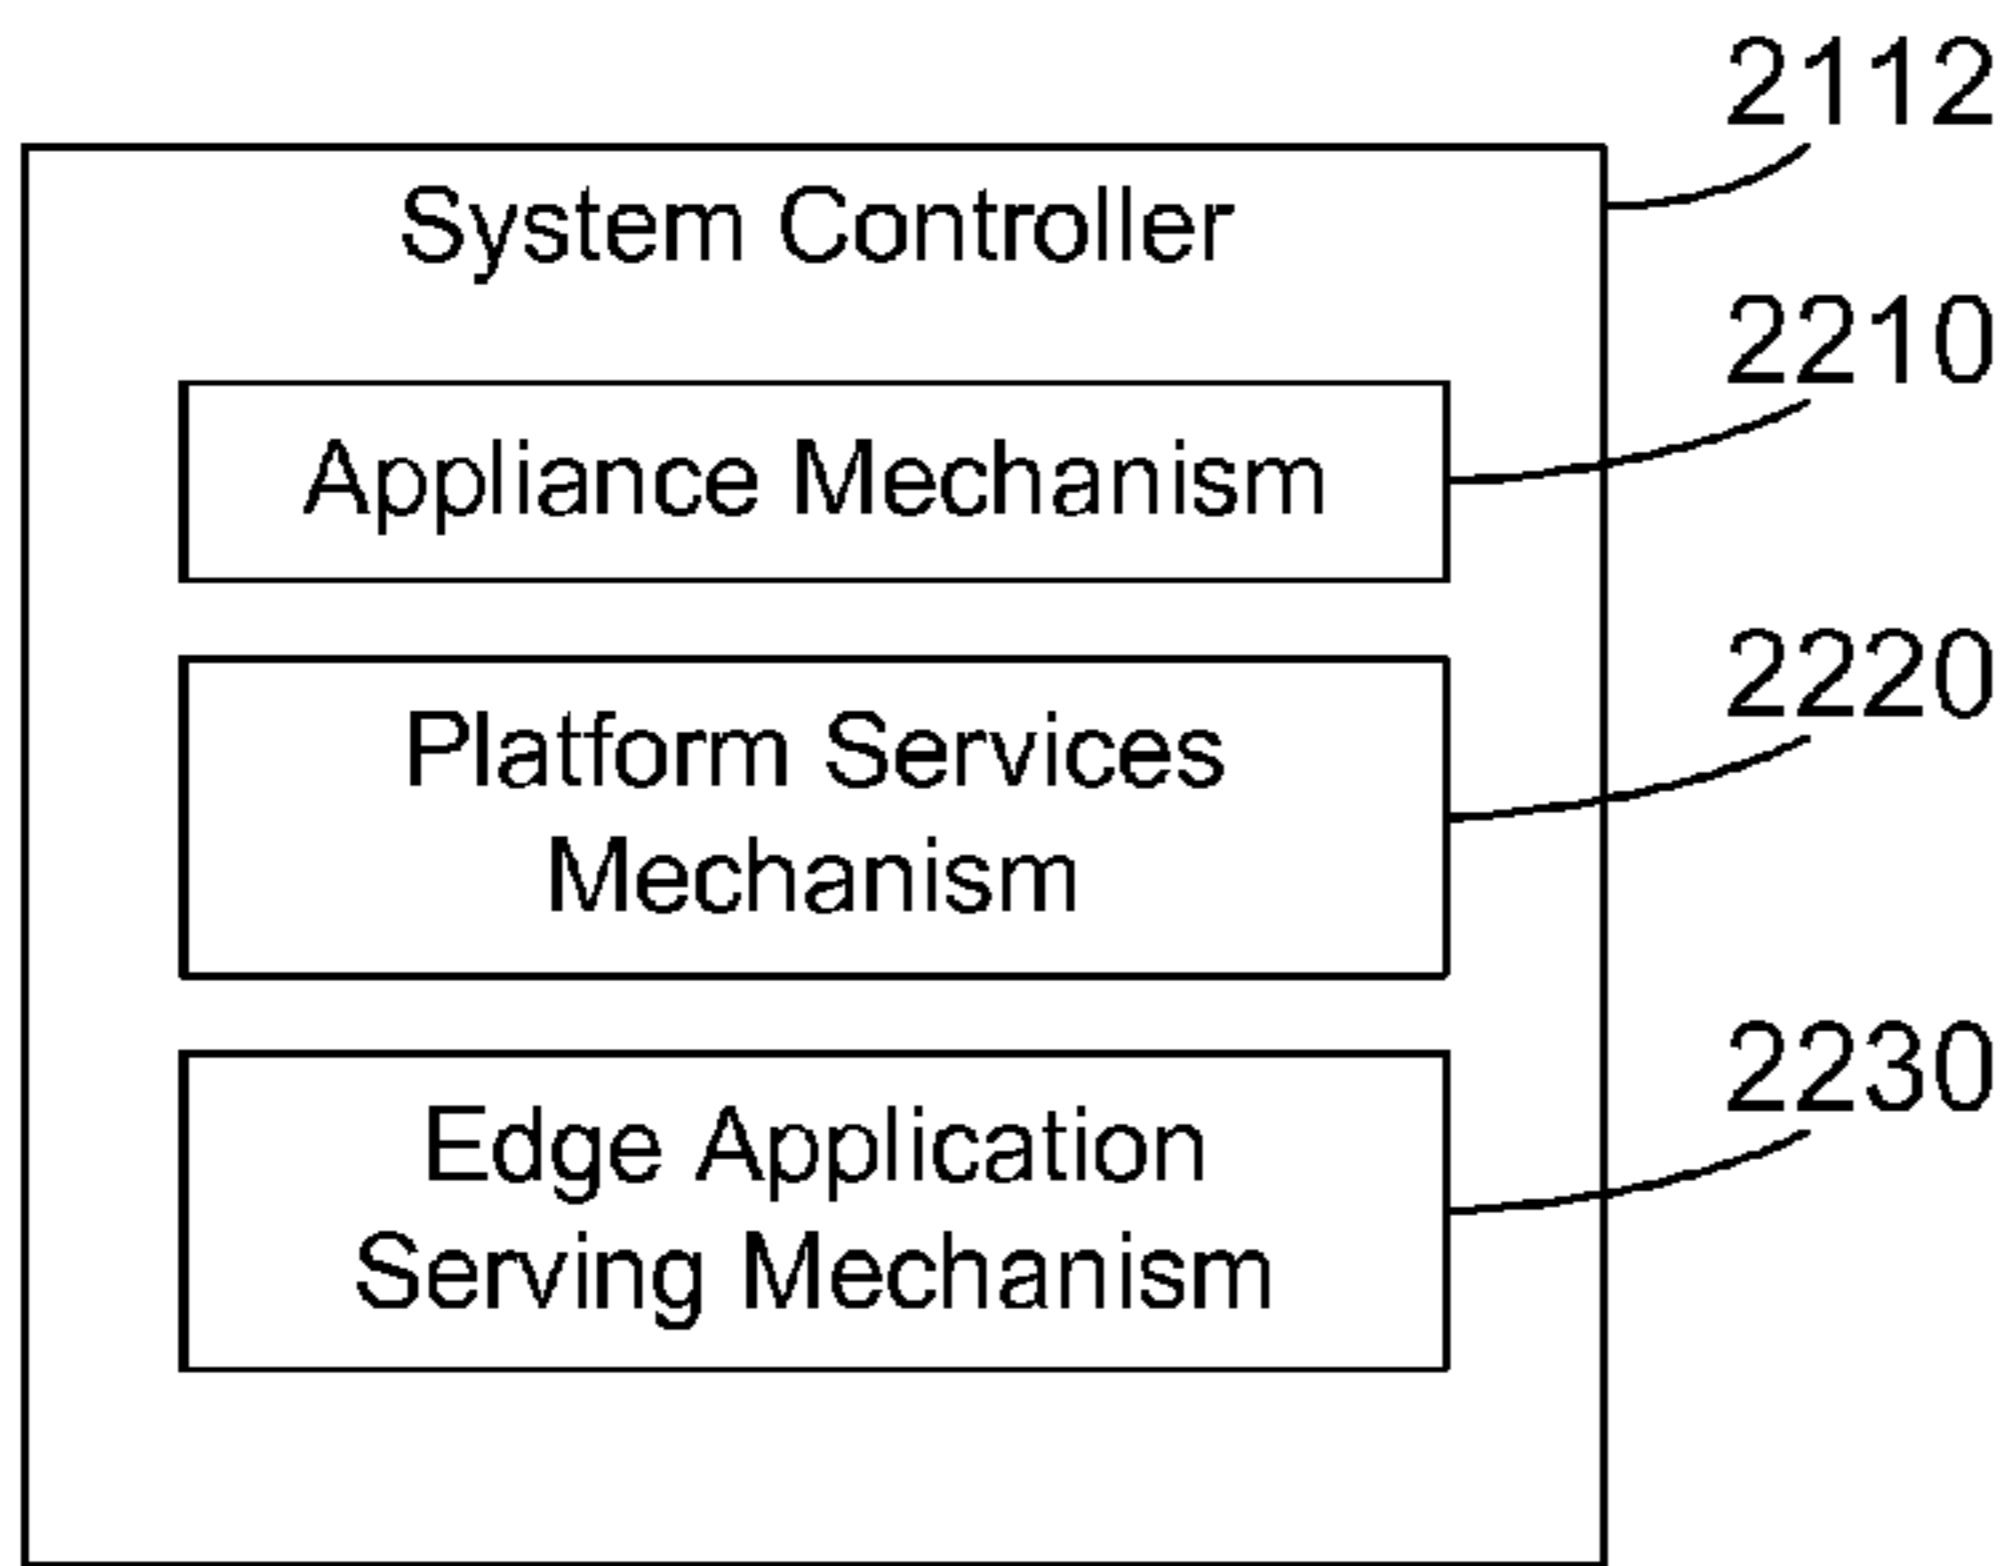 2112
System Controller
2210
Appliance Mechanism
2220
Platform Services
Mechanism
2230
Edge Application
Serving Mechanism